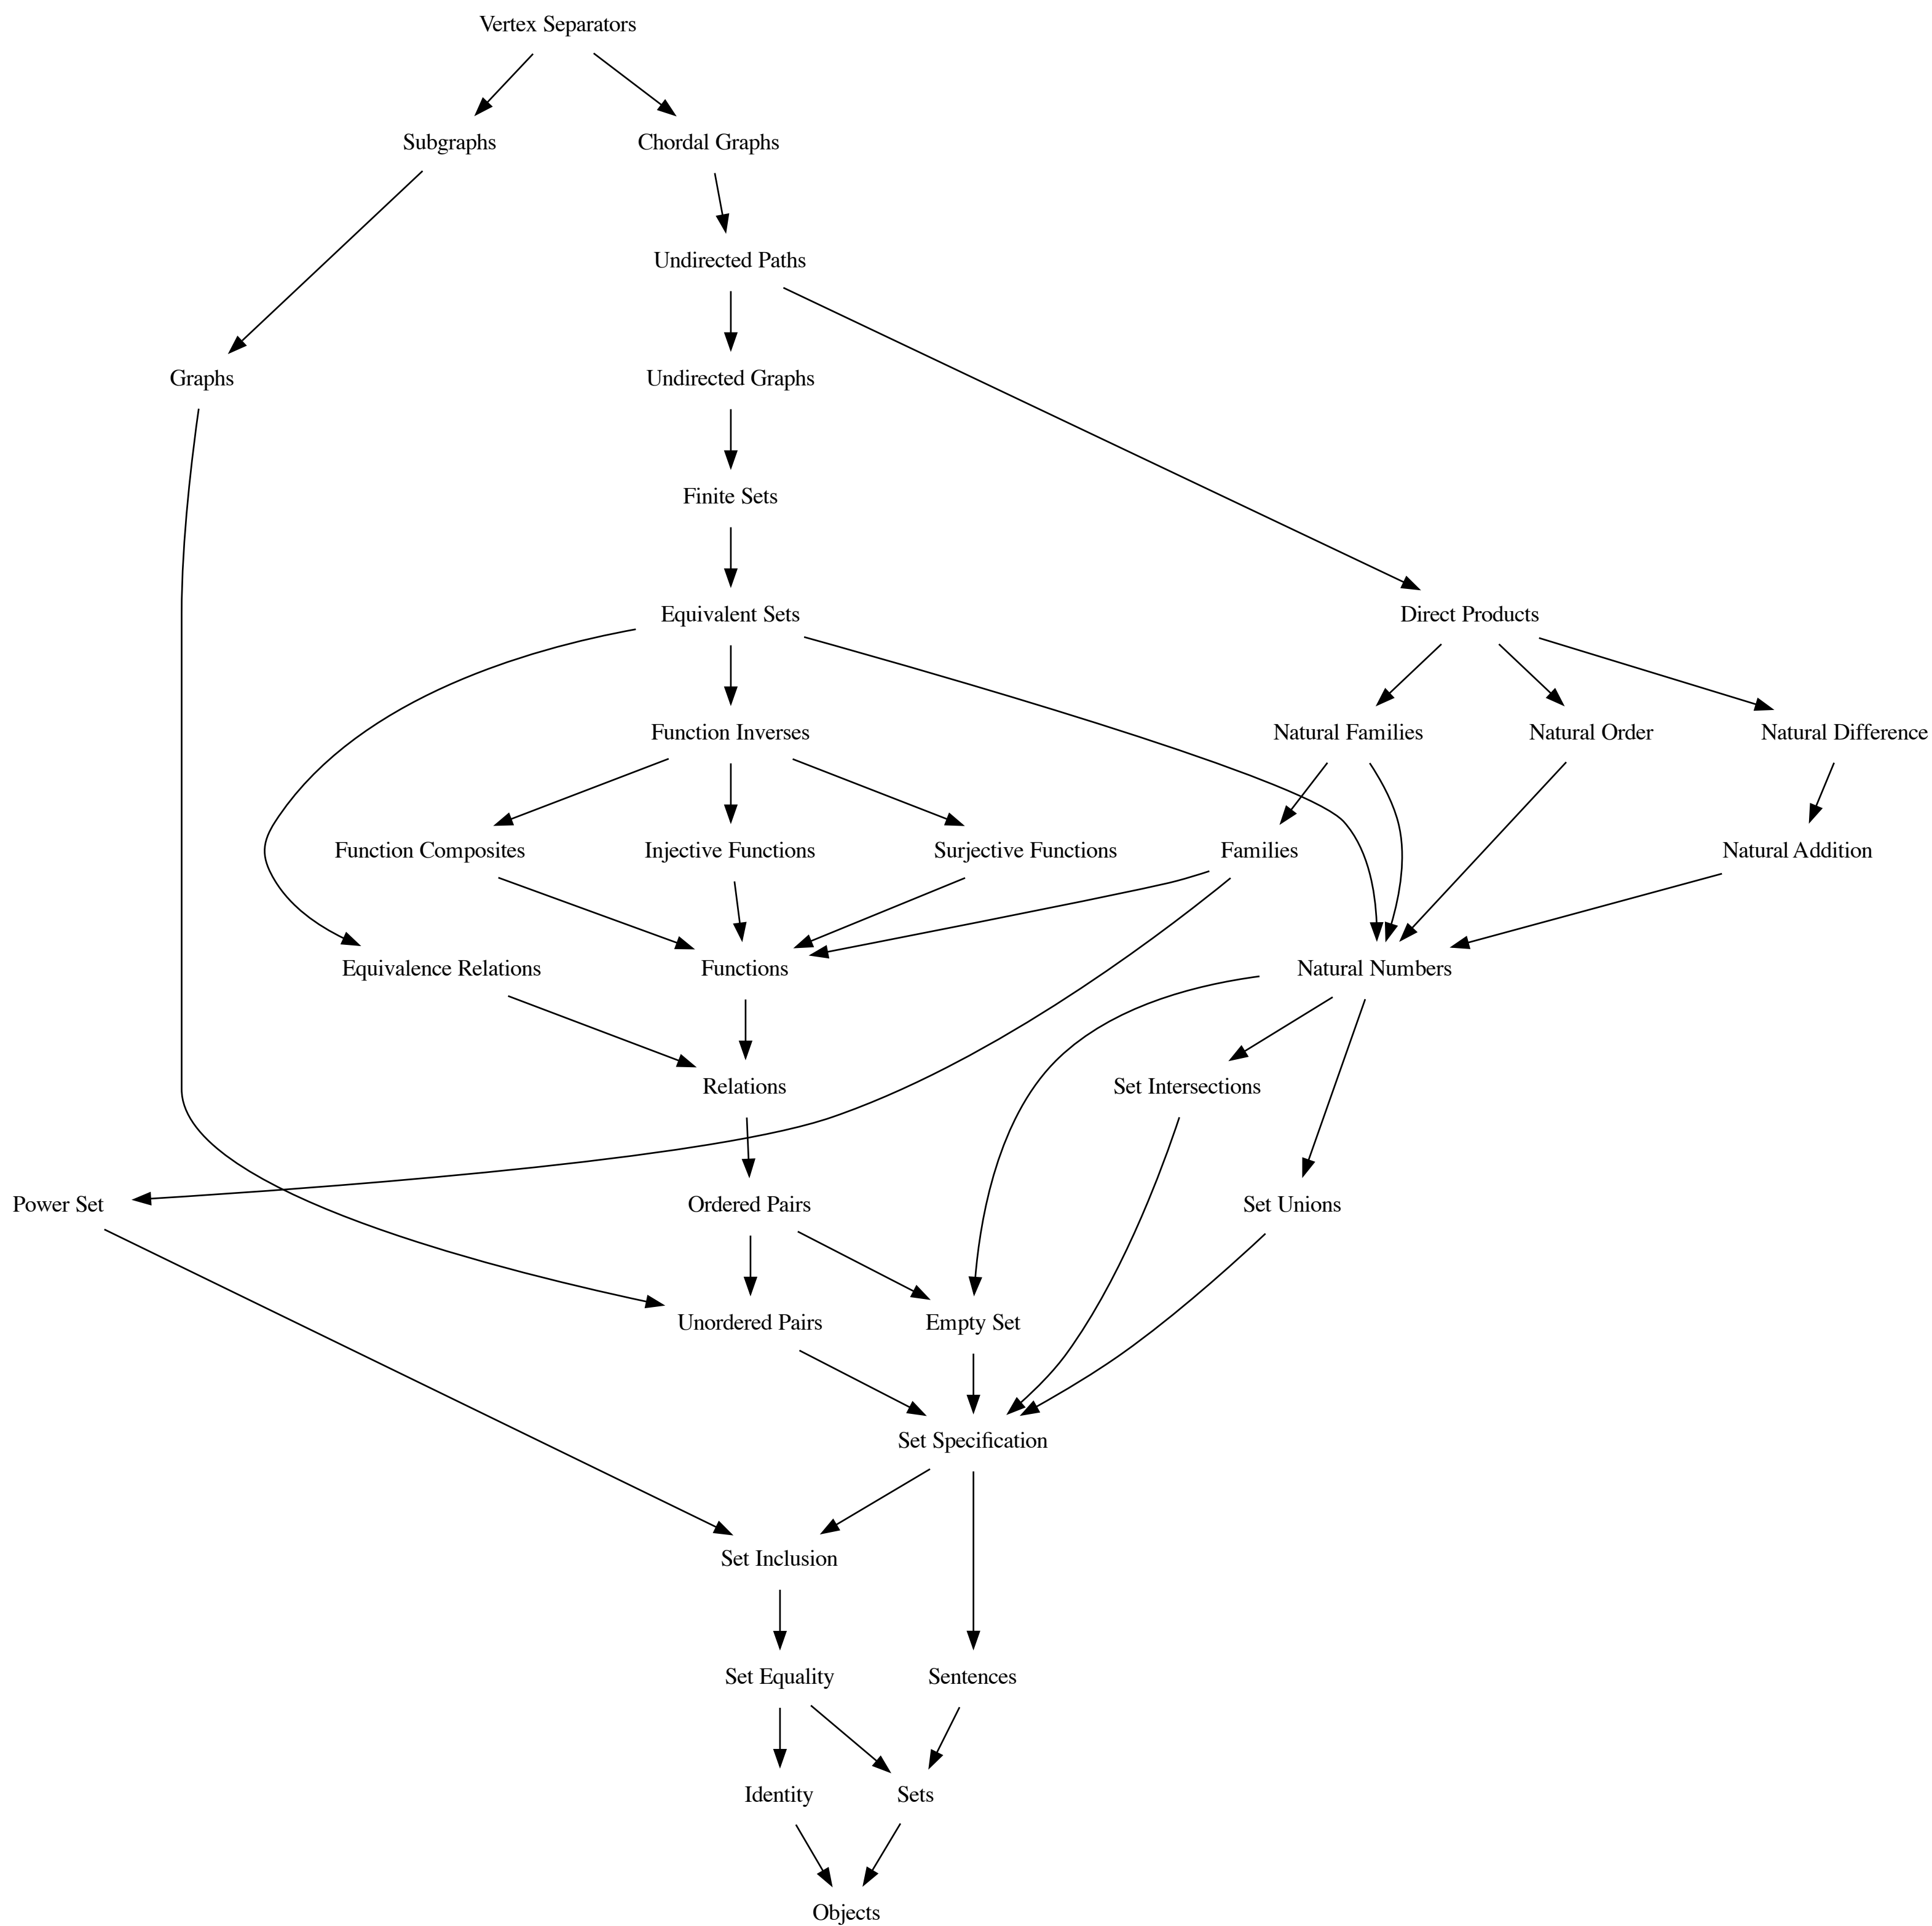 Vertex Separators
Subgraphs
Chordal Graphs
Undirected Paths
Graphs
Undirected Graphs
Finite Sets
Equivalent Sets
Direct Products
Function Inverses
Natural Families
Natural Order
Natural Difference
Function Composites
Injective Functions
Surjective Functions
Families
Natural Addition
Equivalence Relations
Functions
Natural Numbers
Relations
Set Intersections
Power Set
Ordered Pairs
Set Unions
Unordered Pairs
Empty Set
Set Specification
Set Inclusion
Set Equality
Sentences
Identity
Sets
Objects